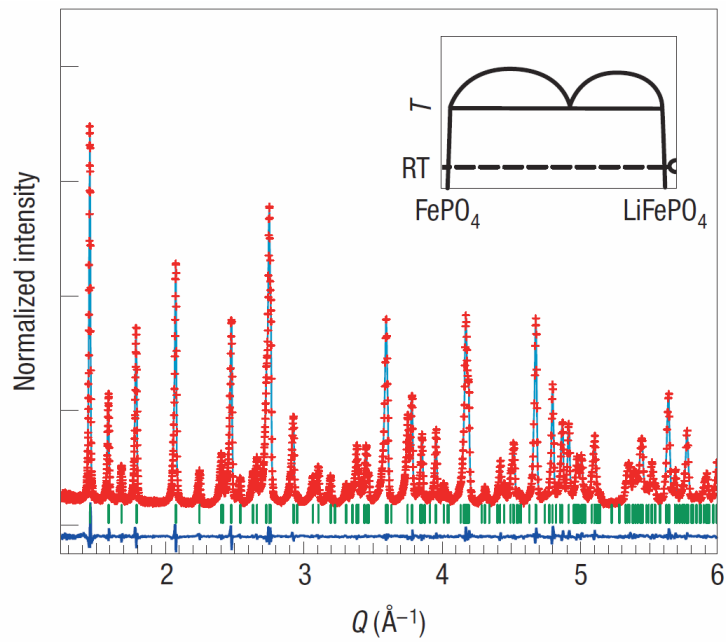 T
RT
FePO₄
LiFePO₄
Normalized intensity
2 3 4 5 6
Q (Å⁻¹)